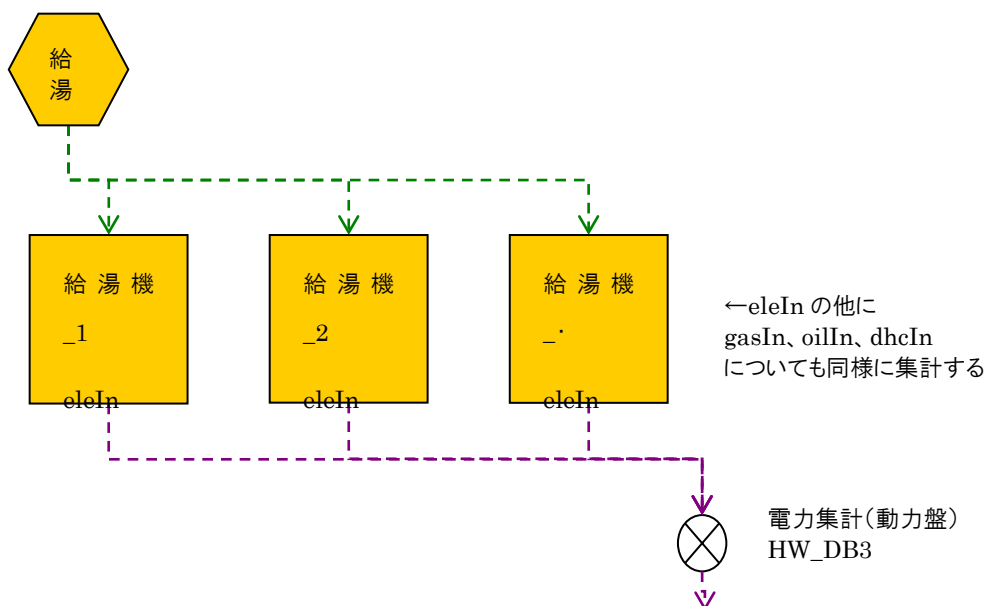 給
湯
給湯機
_1
eleIn
給湯機
_2
eleIn
給湯機
_·
eleIn
←eleIn の他に
gasIn、oilIn、dhcIn
についても同様に集計する
電力集計（動力盤）
HW_DB3